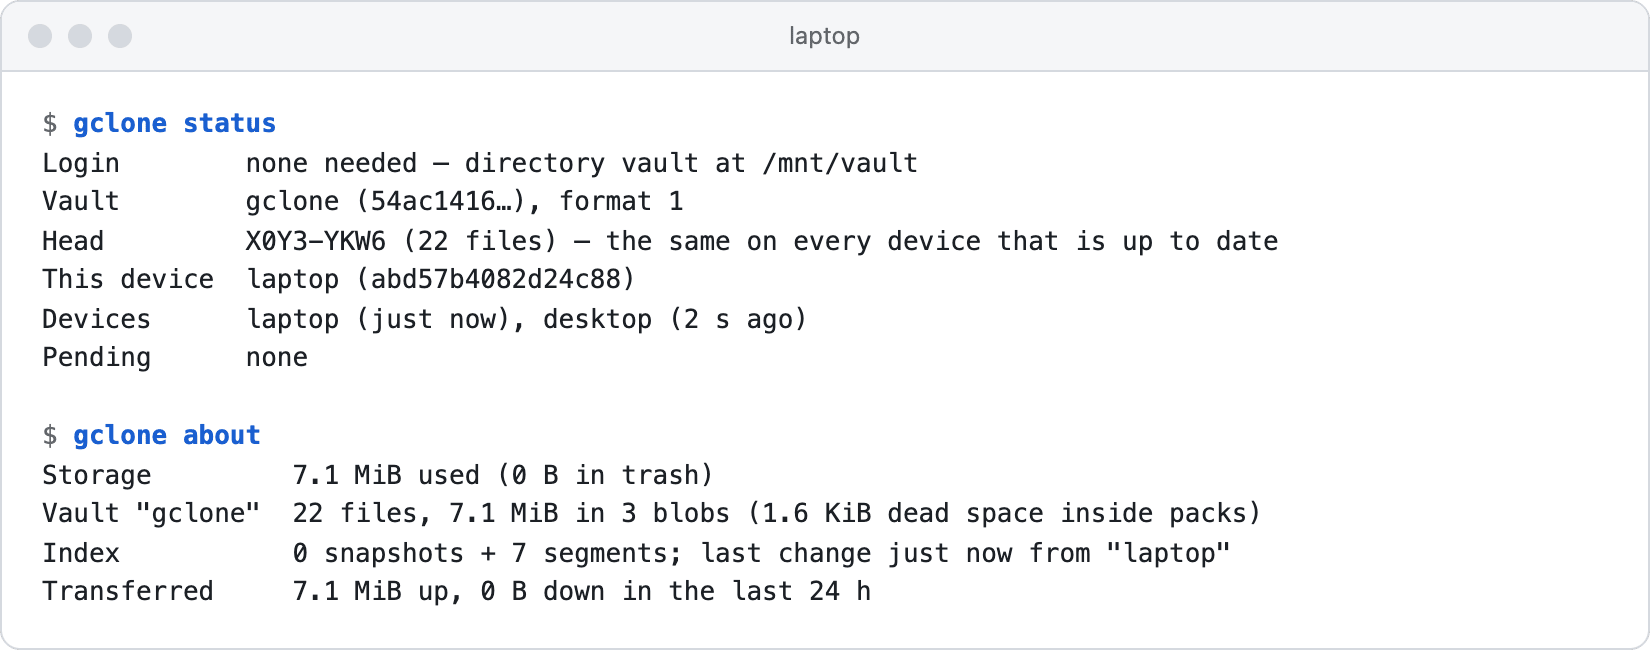 laptop
$ gclone status
Login        none needed — directory vault at /mnt/vault
Vault        gclone (54ac1416…), format 1
Head         X0Y3-YKW6 (22 files) — the same on every device that is up to date
This device  laptop (abd57b4082d24c88)
Devices      laptop (just now), desktop (2 s ago)
Pending      none
$ gclone about
Storage         7.1 MiB used (0 B in trash)
Vault "gclone"  22 files, 7.1 MiB in 3 blobs (1.6 KiB dead space inside packs)
Index           0 snapshots + 7 segments; last change just now from "laptop"
Transferred     7.1 MiB up, 0 B down in the last 24 h